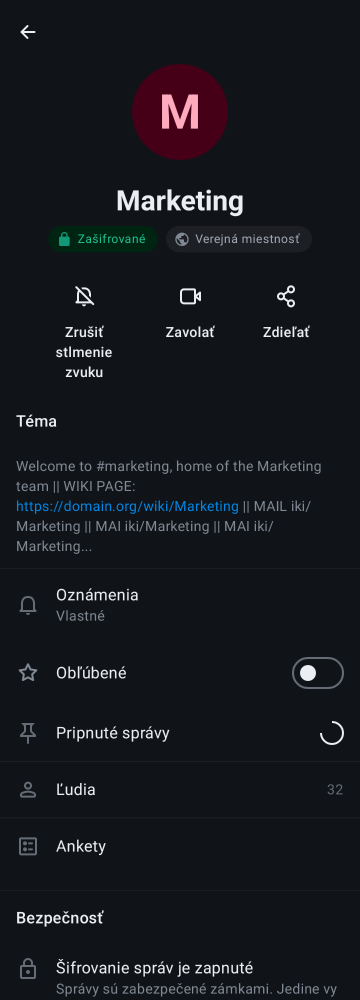 M
Marketing
Zašifrované
Verejná miestnosť
Zrušiť
stlmenie
zvuku
Zavolať
Zdieľať
Téma
Welcome to #marketing, home of the Marketing
team || WIKI PAGE:
https://domain.org/wiki/Marketing || MAIL iki/
Marketing || MAI iki/Marketing || MAI iki/
Marketing...
Oznámenia
Vlastné
Obľúbené
Pripnuté správy
Ľudia 32
Ankety
Bezpečnosť
Šifrovanie správ je zapnuté
Správy sú zabezpečené zámkami. Jedine vy